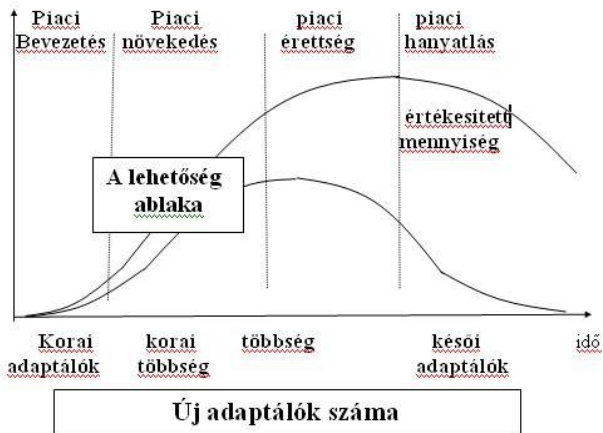 Piaci Piaci piaci piaci
Bevezetés növekedés érettség hanyatlás
értékesített
mennyiség
A lehetőség
ablaka
Korai korai többség késői idő
adaptálók többség adaptálók
Új adaptálók száma